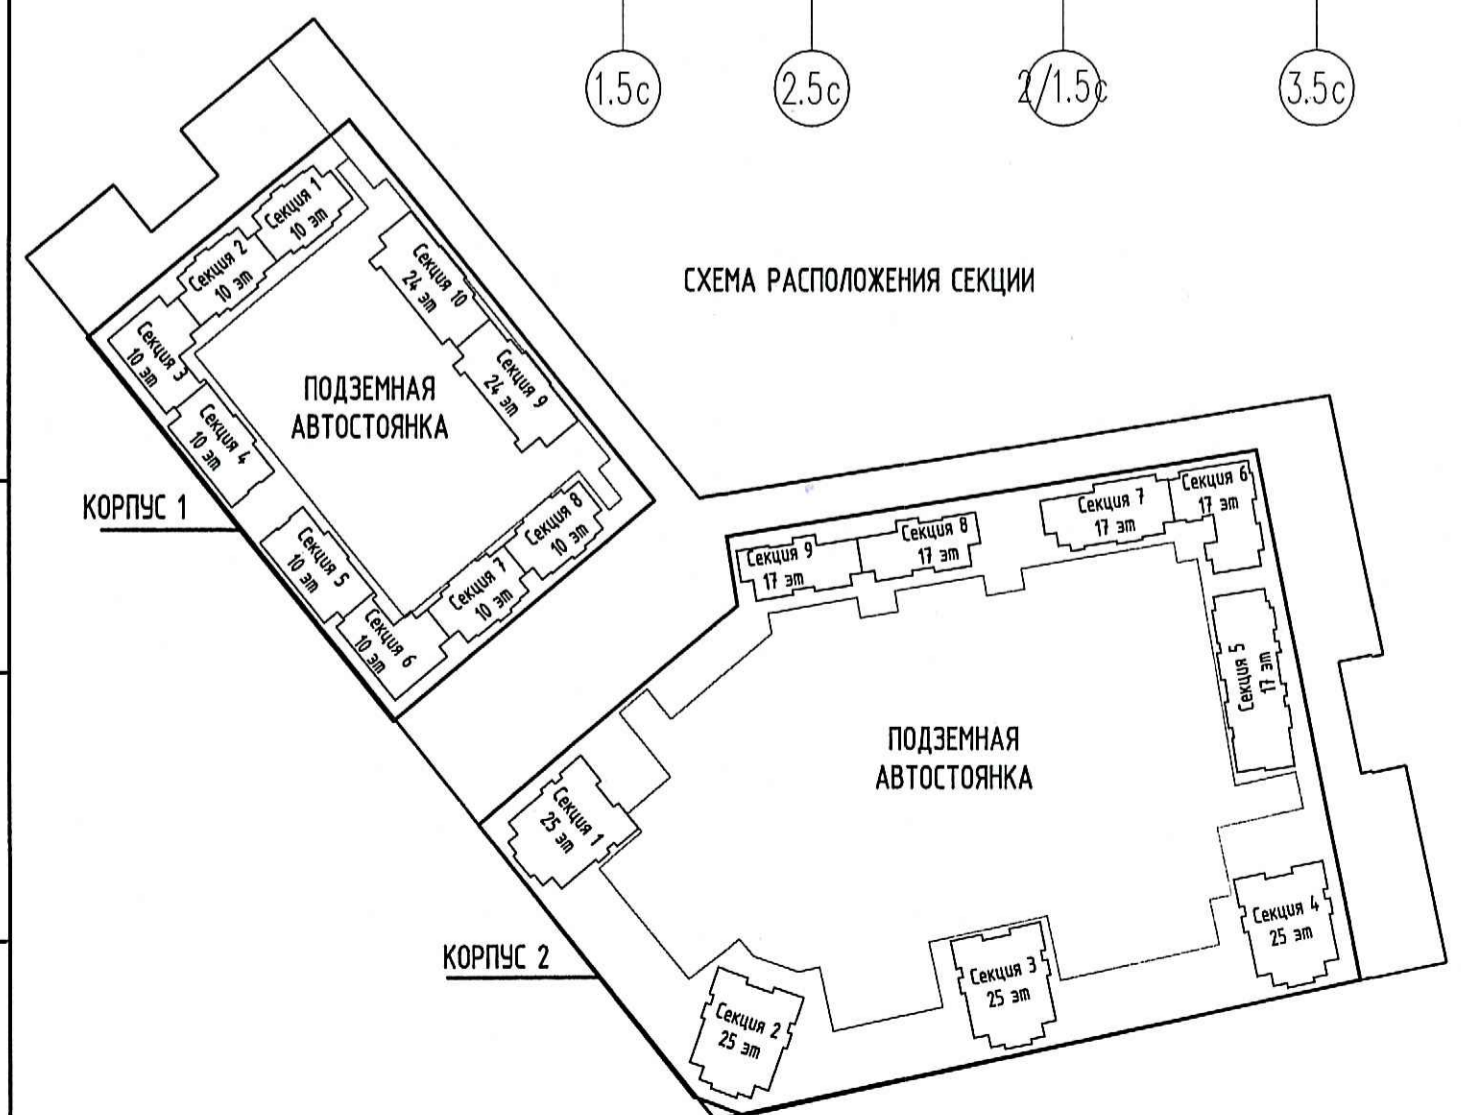 1.5с
2.5с
2/1.5с
3.5с
СХЕМА РАСПОЛОЖЕНИЯ СЕКЦИИ
Секция 1
10 эт
Секция 2
10 эт
Секция 3
10 эт
Секция 4
10 эт
Секция 5
10 эт
Секция 6
10 эт
Секция 7
10 эт
Секция 8
10 эт
Секция 9
24 эт
Секция 10
24 эт
ПОДЗЕМНАЯ
АВТОСТОЯНКА
КОРПУС 1
Секция 9
17 эт
Секция 8
17 эт
Секция 7
17 эт
Секция 6
17 эт
Секция 5
17 эт
ПОДЗЕМНАЯ
АВТОСТОЯНКА
Секция 1
25 эт
Секция 4
25 эт
Секция 3
25 эт
Секция 2
25 эт
КОРПУС 2